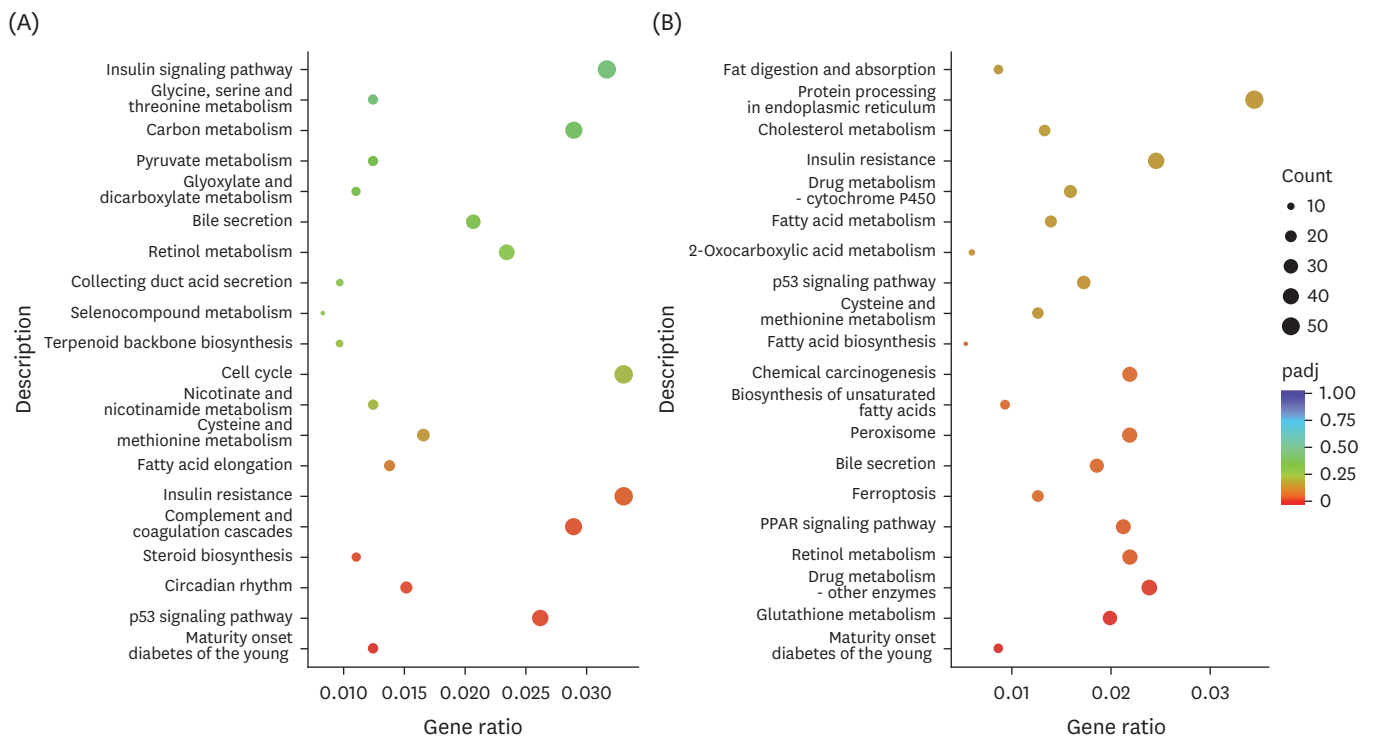 (A)
Description
Insulin signaling pathway
Glycine, serine and
threonine metabolism
Carbon metabolism
Pyruvate metabolism
Glyoxylate and
dicarboxylate metabolism
Bile secretion
Retinol metabolism
Collecting duct acid secretion
Selenocompound metabolism
Terpenoid backbone biosynthesis
Cell cycle
Nicotinate and
nicotinamide metabolism
Cysteine and
methionine metabolism
Fatty acid elongation
Insulin resistance
Complement and
coagulation cascades
Steroid biosynthesis
Circadian rhythm
p53 signaling pathway
Maturity onset
diabetes of the young
0.010 0.015 0.020 0.025 0.030
Gene ratio
(B)
Description
Fat digestion and absorption
Protein processing
in endoplasmic reticulum
Cholesterol metabolism
Insulin resistance
Drug metabolism
- cytochrome P450
Fatty acid metabolism
2-Oxocarboxylic acid metabolism
p53 signaling pathway
Cysteine and
methionine metabolism
Fatty acid biosynthesis
Chemical carcinogenesis
Biosynthesis of unsaturated
fatty acids
Peroxisome
Bile secretion
Ferroptosis
PPAR signaling pathway
Retinol metabolism
Drug metabolism
- other enzymes
Glutathione metabolism
Maturity onset
diabetes of the young
0.01 0.02 0.03
Gene ratio
Count
10
20
30
40
50
padj
1.00
0.75
0.50
0.25
0